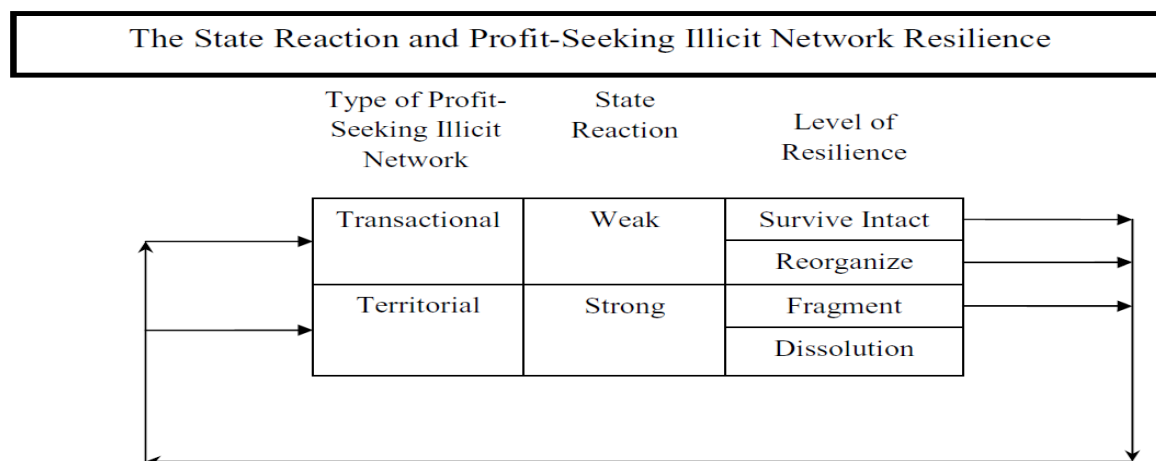 The State Reaction and Profit-Seeking Illicit Network Resilience
Type of Profit-
Seeking Illicit
Network
State
Reaction
Level of
Resilience
Transactional
Weak
Survive Intact
Reorganize
Territorial
Strong
Fragment
Dissolution